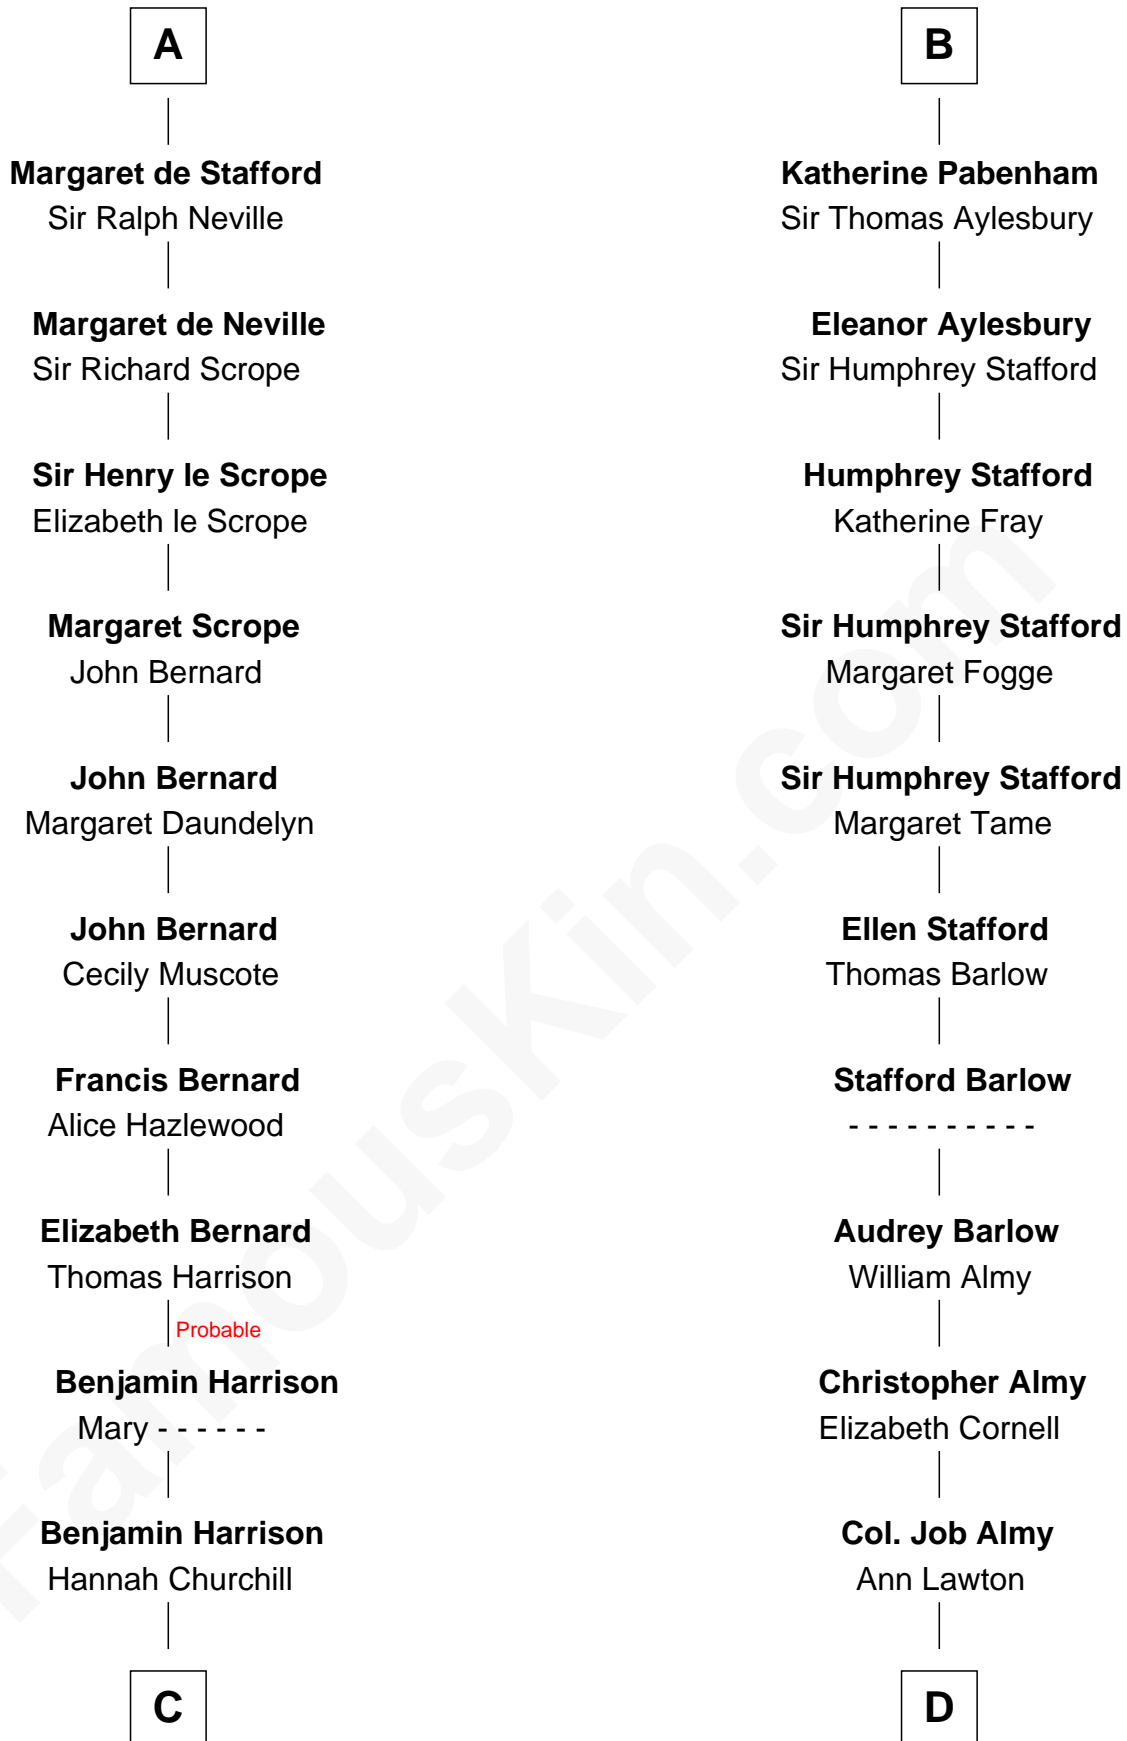 A
Margaret de Stafford
Sir Ralph Neville
Margaret de Neville
Sir Richard Scrope
Sir Henry le Scrope
Elizabeth le Scrope
Margaret Scrope
John Bernard
John Bernard
Margaret Daundelyn
John Bernard
Cecily Muscote
Francis Bernard
Alice Hazlewood
Elizabeth Bernard
Thomas Harrison
Probable
Benjamin Harrison
Mary - - - - - -
Benjamin Harrison
Hannah Churchill
C
B
Katherine Pabenham
Sir Thomas Aylesbury
Eleanor Aylesbury
Sir Humphrey Stafford
Humphrey Stafford
Katherine Fray
Sir Humphrey Stafford
Margaret Fogge
Sir Humphrey Stafford
Margaret Tame
Ellen Stafford
Thomas Barlow
Stafford Barlow
- - - - - - - - - -
Audrey Barlow
William Almy
Christopher Almy
Elizabeth Cornell
Col. Job Almy
Ann Lawton
D
FamousKin.com